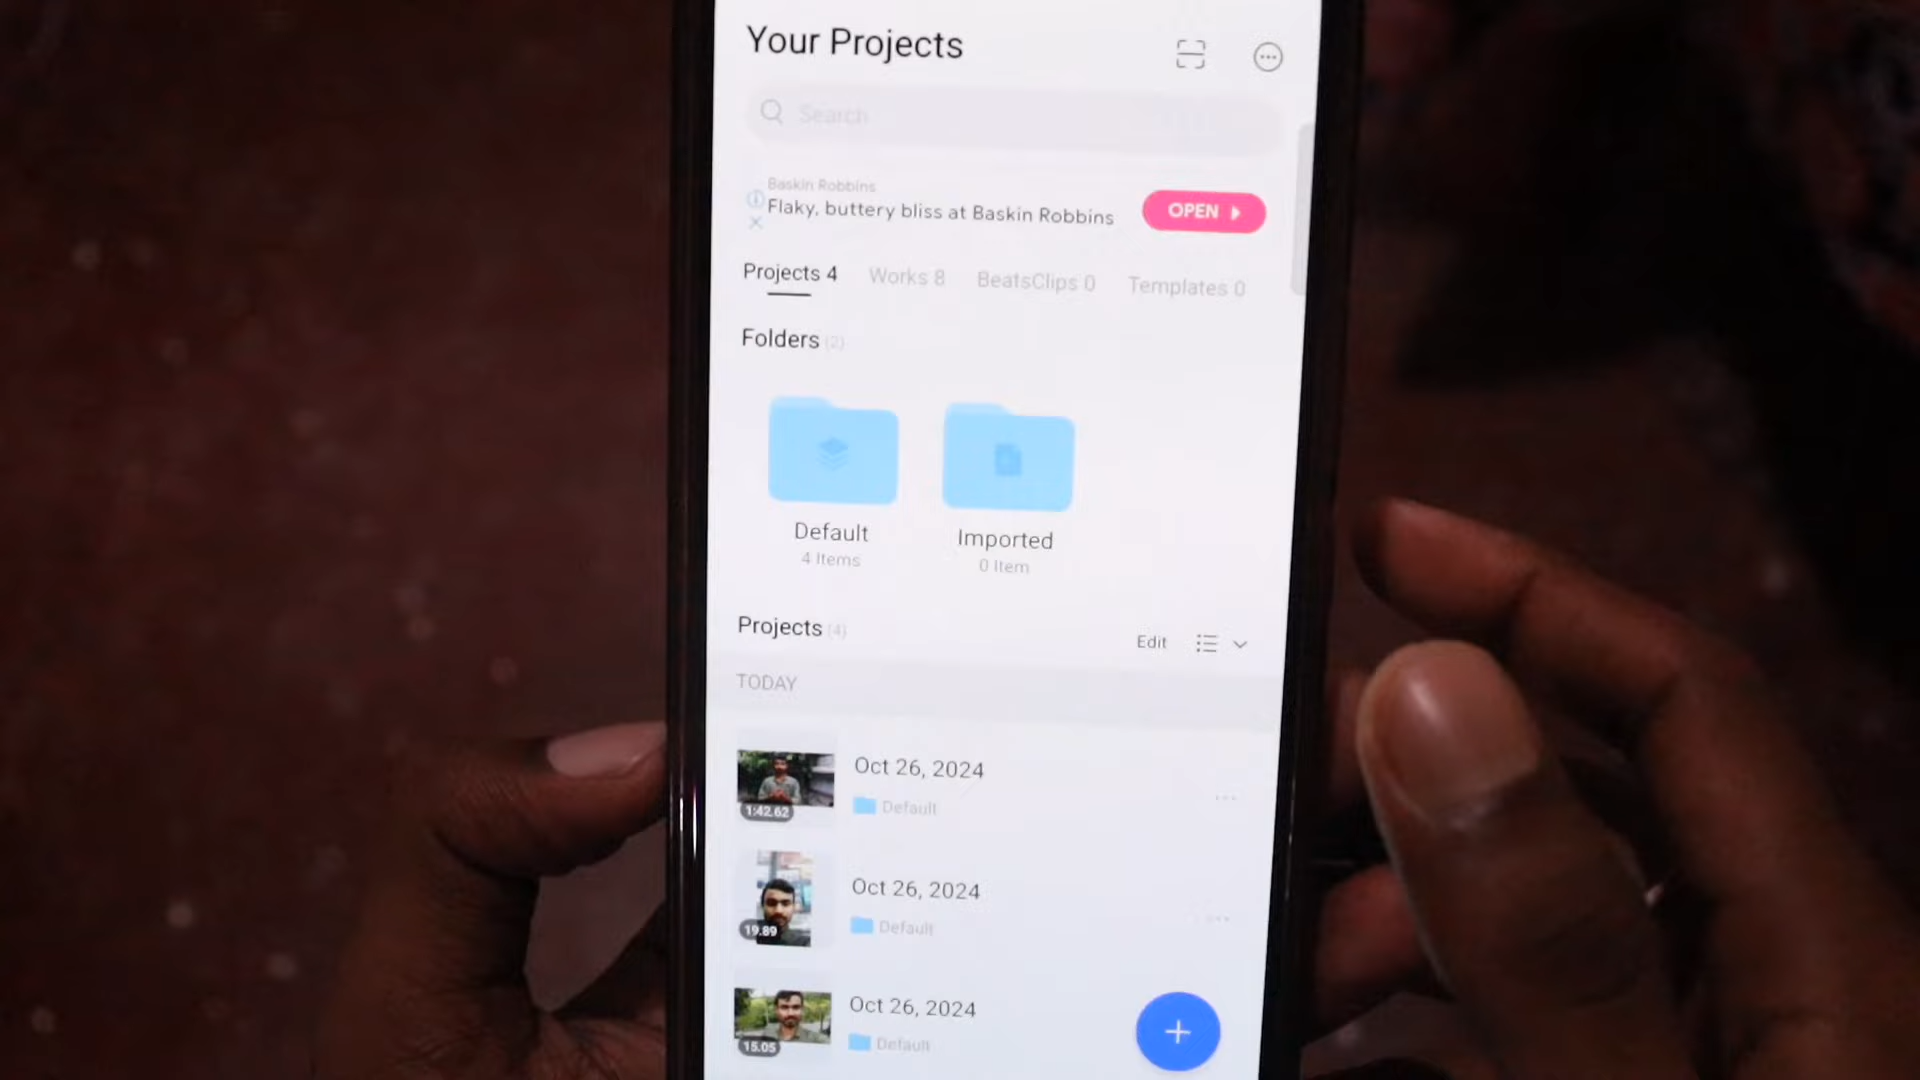 Your Projects
Search
Baskin Robbins
Flaky, buttery bliss at Baskin Robbins
OPEN
Projects 4 Works 8 BeatsClips 0 Templates 0
Folders (2)
Default Imported
4 Items 0 Item
Projects (4) Edit
TODAY
Oct 26, 2024
1:42.62
Default
Oct 26, 2024
19.89
Default
Oct 26, 2024
15.05
Default